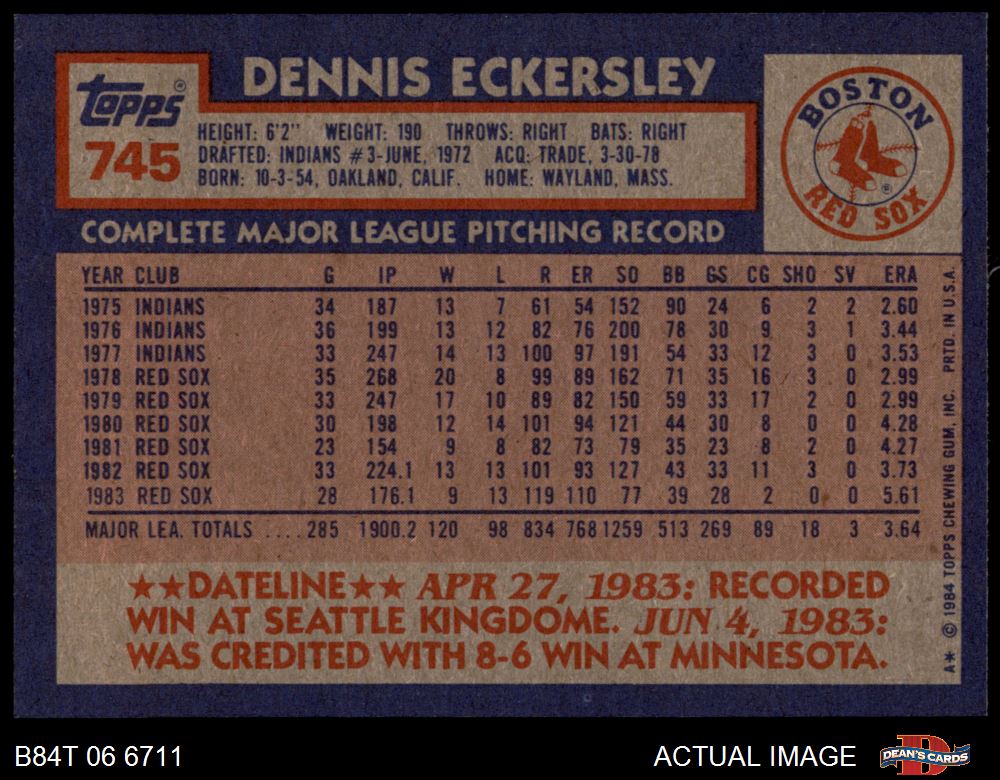 DENNIS ECKERSLEY
TOPPS®
745
HEIGHT: 6'2" WEIGHT: 190 THROWS: RIGHT BATS: RIGHT
DRAFTED: INDIANS #3-JUNE, 1972 ACQ: TRADE, 3-30-78
BORN: 10-3-54, OAKLAND, CALIF. HOME: WAYLAND, MASS.
BOSTON
RED SOX
®
COMPLETE MAJOR LEAGUE PITCHING RECORD
YEAR CLUB G IP W L R ER SO BB GS CG SHO SV ERA
1975 INDIANS 34 187 13 7 61 54 152 90 24 6 2 2 2.60
1976 INDIANS 36 199 13 12 82 76 200 78 30 9 3 1 3.44
1977 INDIANS 33 247 14 13 100 97 191 54 33 12 3 0 3.53
1978 RED SOX 35 268 20 8 99 89 162 71 35 16 3 0 2.99
1979 RED SOX 33 247 17 10 89 82 150 59 33 17 2 0 2.99
1980 RED SOX 30 198 12 14 101 94 121 44 30 8 0 0 4.28
1981 RED SOX 23 154 9 8 82 73 79 35 23 8 2 0 4.27
1982 RED SOX 33 224.1 13 13 101 93 127 43 33 11 3 0 3.73
1983 RED SOX 28 176.1 9 13 119 110 77 39 28 2 0 0 5.61
MAJOR LEA. TOTALS .... 285 1900.2 120 98 834 768 1259 513 269 89 18 3 3.64
★★DATELINE★★ APR 27, 1983: RECORDED
WIN AT SEATTLE KINGDOME. JUN 4, 1983:
WAS CREDITED WITH 8-6 WIN AT MINNESOTA.
A* © 1984 TOPPS CHEWING GUM, INC. PRTD. IN U.S.A.
B84T 06 6711
ACTUAL IMAGE
D
DEAN'S CARDS